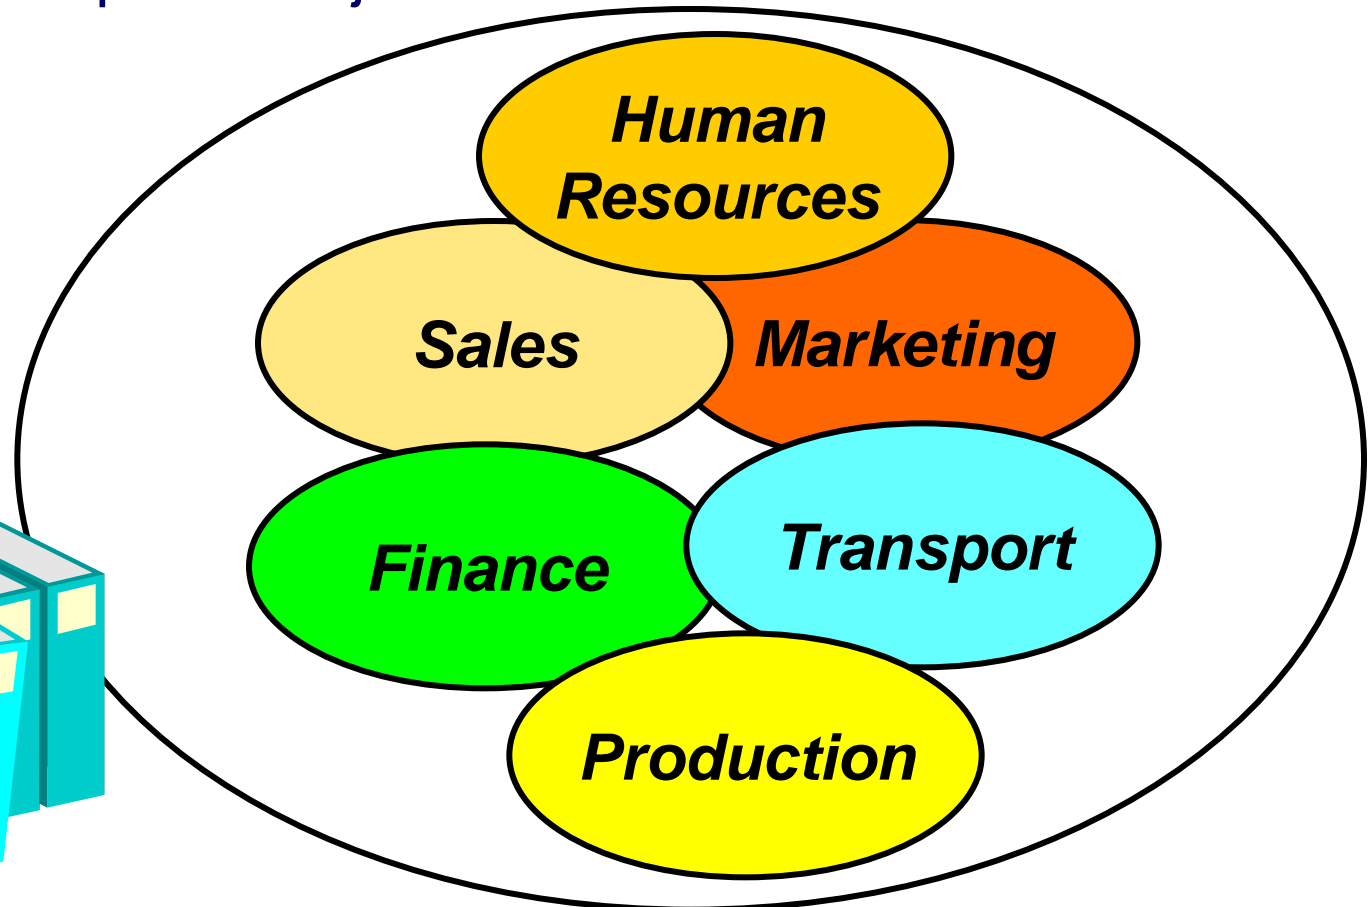 Human
Resources
Sales
Marketing
Finance
Transport
Production